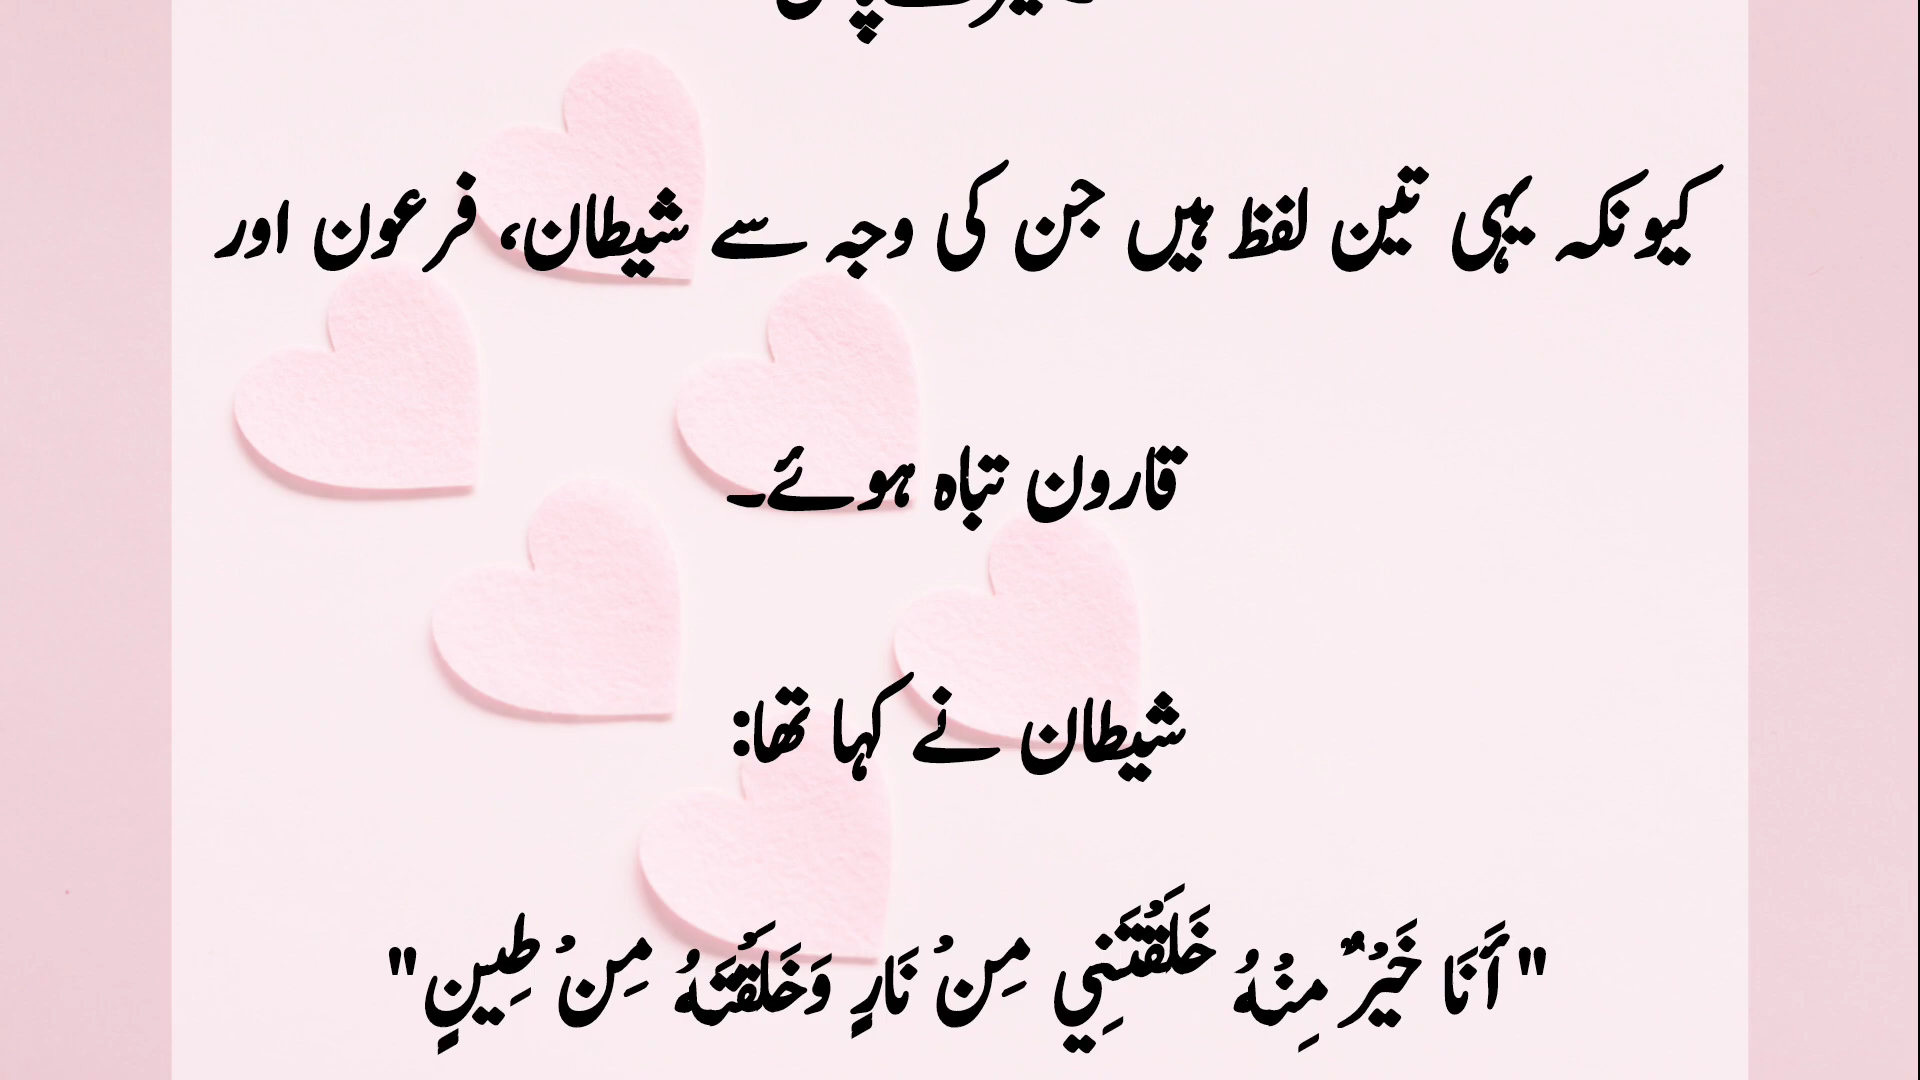 کیونکہ یہی تین لفظ ہیں جن کی وجہ سے شیطان، فرعون اور
قارون تباہ ہوئے۔
شیطان نے کہا تھا:
"أَنَا خَيْرٌ مِنْهُ خَلَقْتَنِي مِنْ نَارٍ وَخَلَقْتَهُ مِنْ طِينٍ"